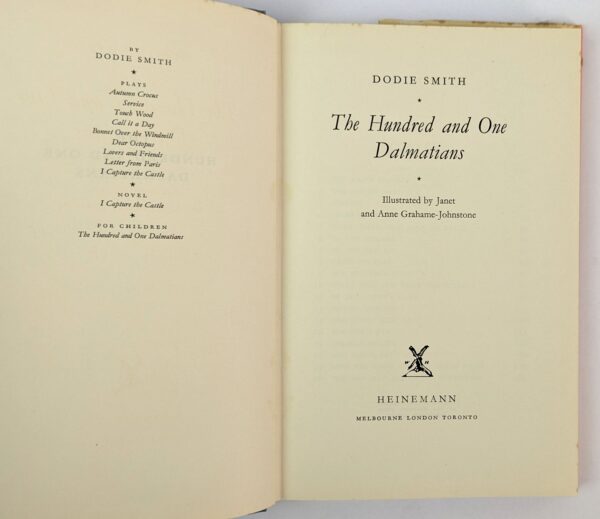 BY
DODIE SMITH
★
PLAYS
Autumn Crocus
Service
Touch Wood
Call it a Day
Bonnet Over the Windmill
Dear Octopus
Lovers and Friends
Letter from Paris
I Capture the Castle
★
NOVEL
I Capture the Castle
★
FOR CHILDREN
The Hundred and One Dalmatians
DODIE SMITH
★
The Hundred and One
Dalmatians
★
Illustrated by Janet
and Anne Grahame-Johnstone
W H
HEINEMANN
MELBOURNE LONDON TORONTO